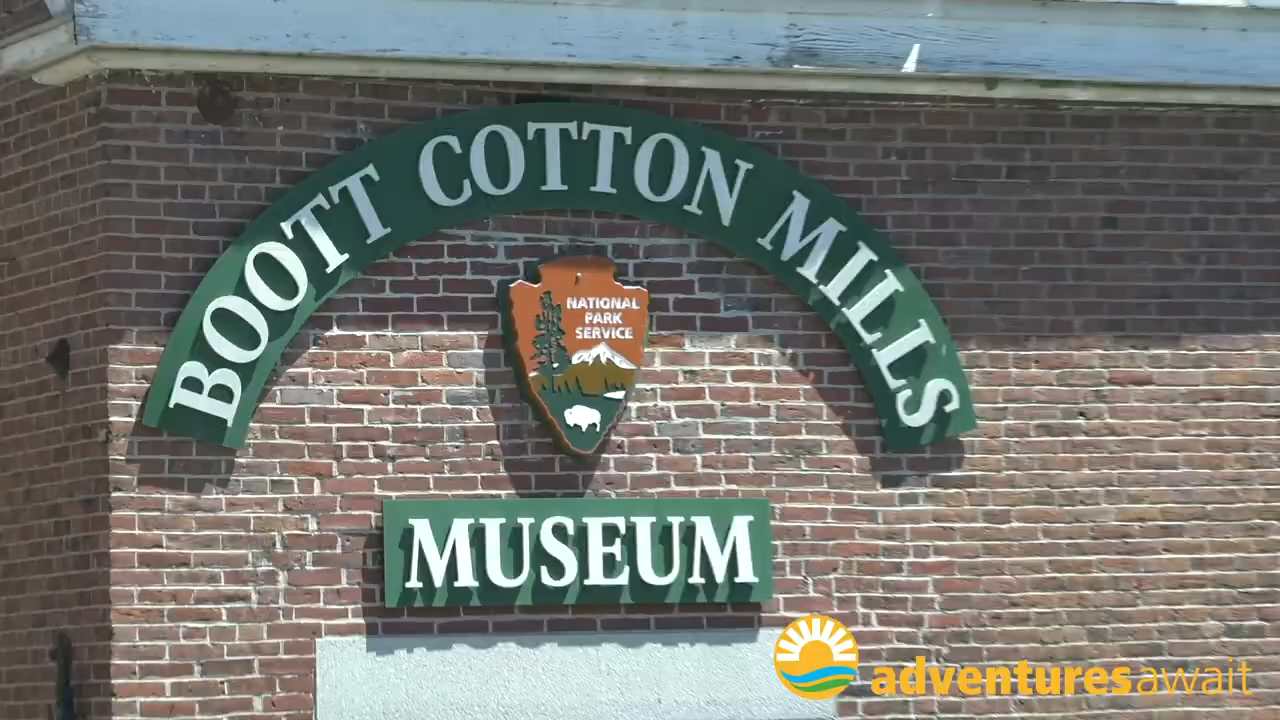 BOOTT COTTON MILLS
NATIONAL
PARK
SERVICE
MUSEUM
adventuresawait